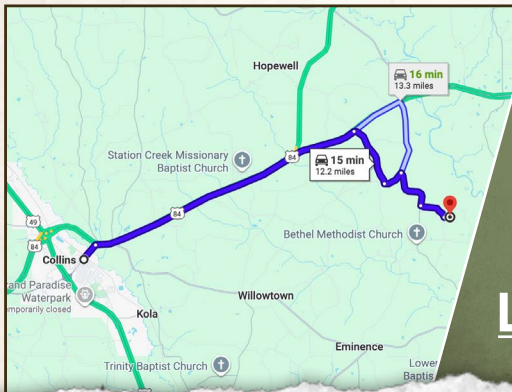 Hopewell
16 min
13.3 miles
Station Creek Missionary
Baptist Church
84
15 min
12.2 miles
84
49
84
Collins
Bethel Methodist Church
and Paradise
Waterpark
emporarily closed
Willowtown
Kola
Eminence
Trinity Baptist Church
Lower
Baptis
L